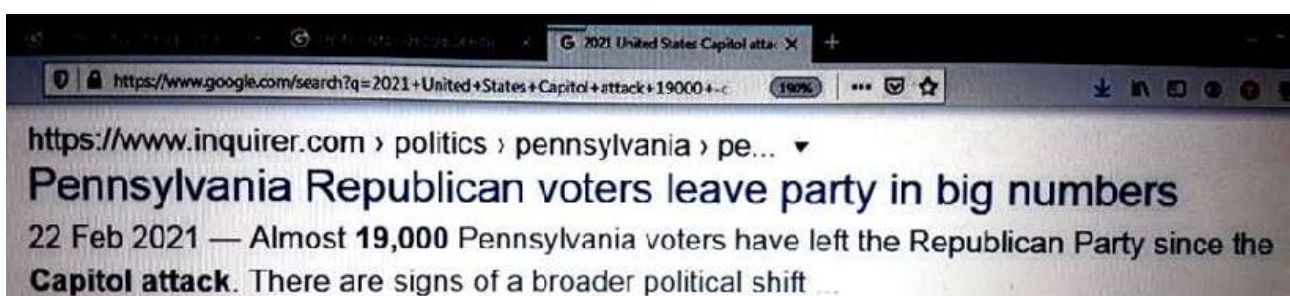 G 2021 United States Capitol attac X +
https://www.google.com/search?q=2021+United+States+Capitol+attack+19000+-c 190% ...
https://www.inquirer.com › politics › pennsylvania › pe... ▼
Pennsylvania Republican voters leave party in big numbers
22 Feb 2021 — Almost 19,000 Pennsylvania voters have left the Republican Party since the
Capitol attack. There are signs of a broader political shift ...